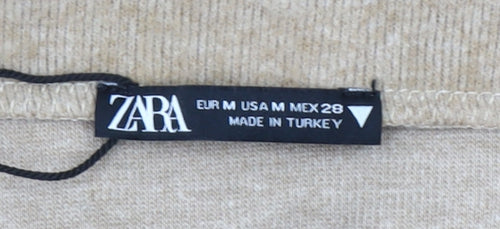 ZARA
EUR M USA M MEX 28
MADE IN TURKEY